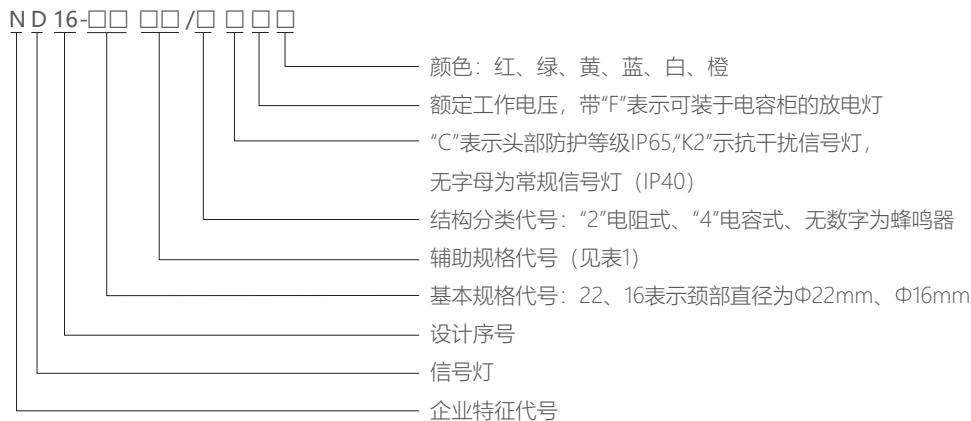 ND16-□□ □□/□ □ □ □
颜色：红、绿、黄、蓝、白、橙
额定工作电压，带“F”表示可装于电容柜的放电灯
“C”表示头部防护等级IP65,“K2”示抗干扰信号灯，
无字母为常规信号灯（IP40）
结构分类代号：“2”电阻式、“4”电容式、无数字为蜂鸣器
辅助规格代号（见表1）
基本规格代号：22、16表示颈部直径为Φ22mm、Φ16mm
设计序号
信号灯
企业特征代号